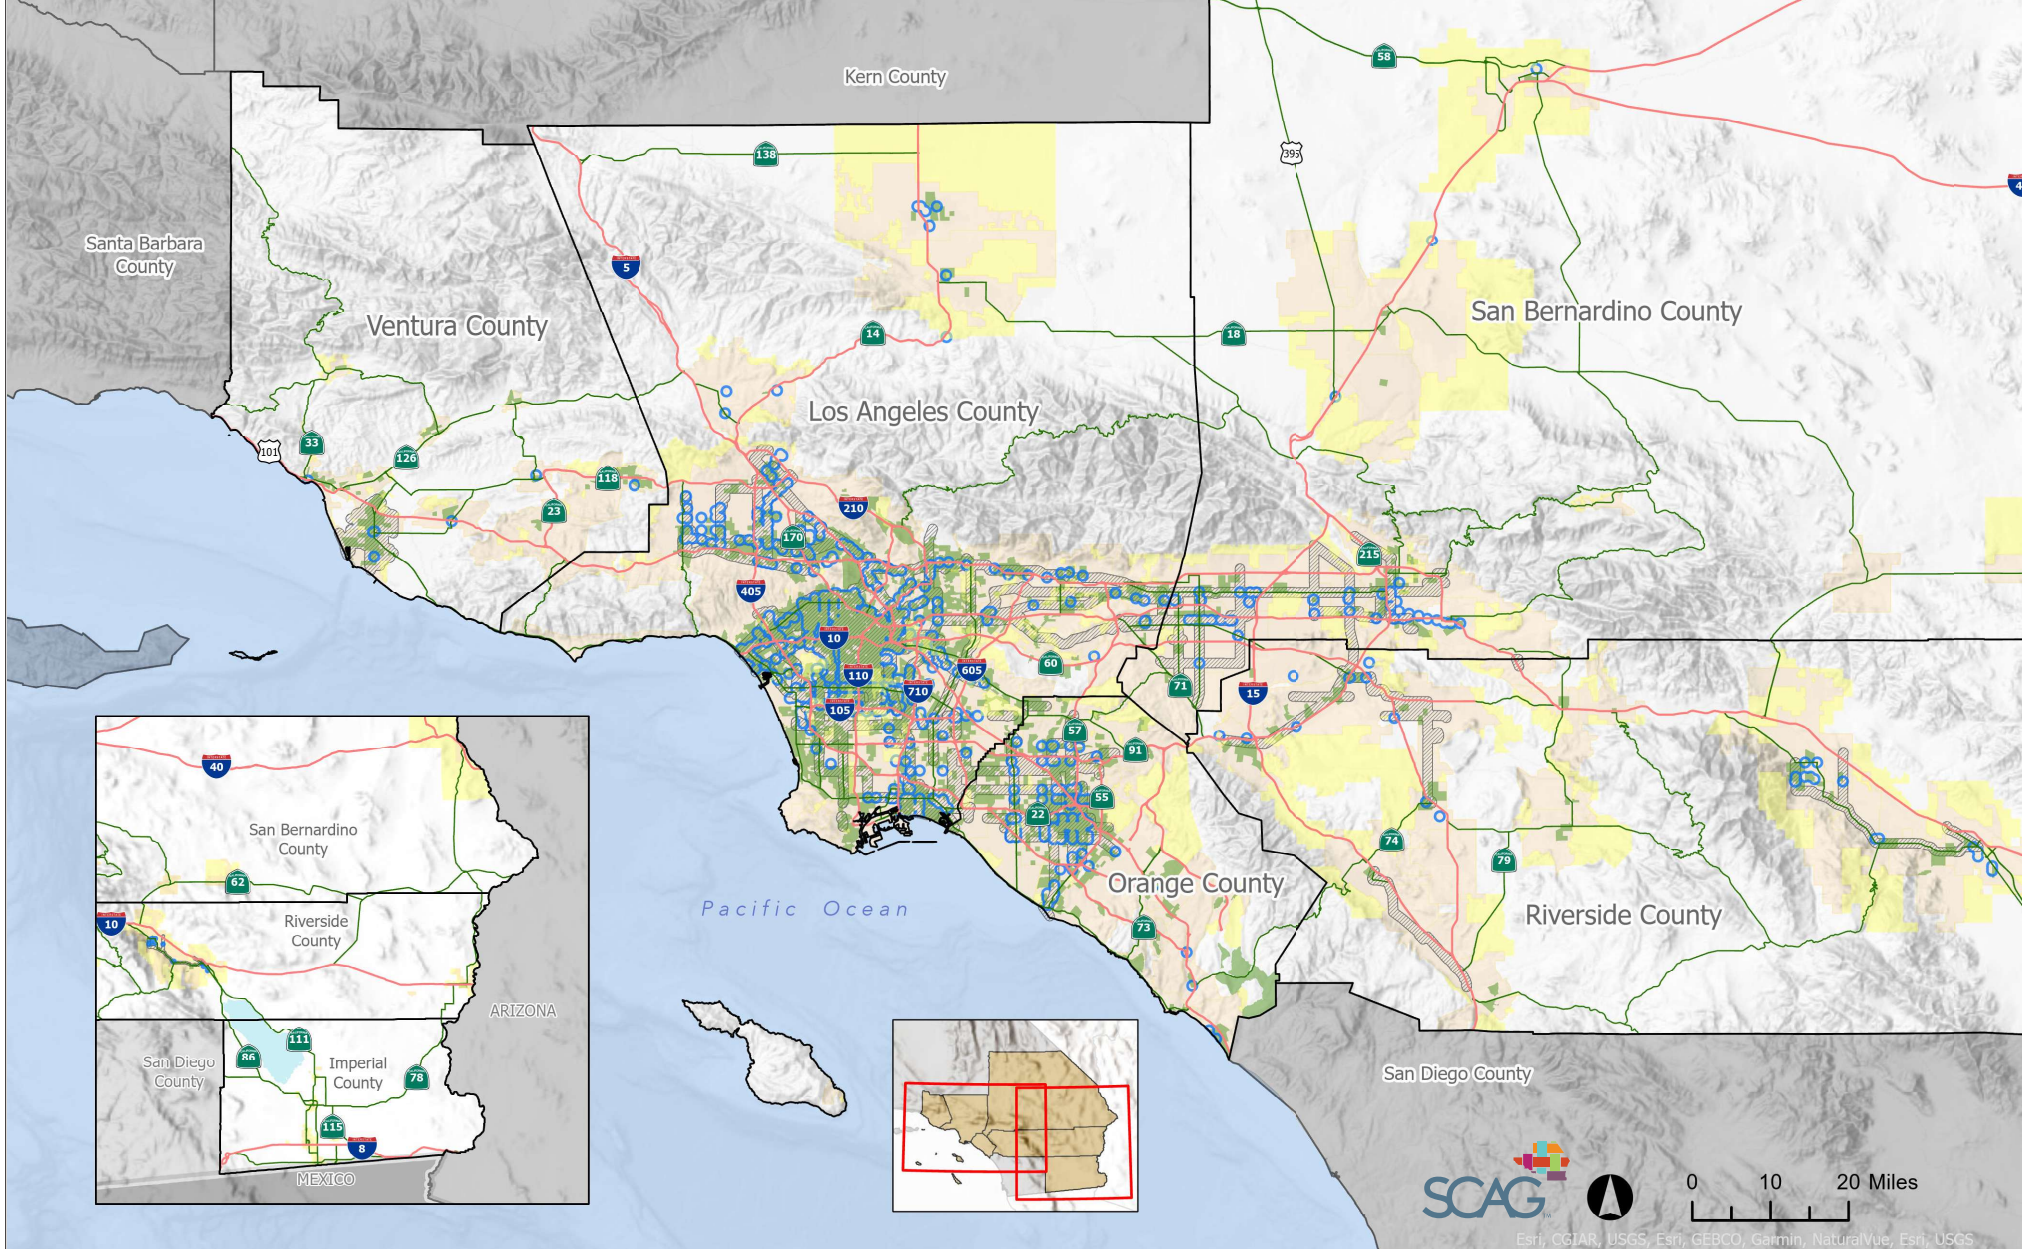 Kern County
58
138
395
4
Santa Barbara
County
5
San Bernardino County
Ventura County
14
18
Los Angeles County
33
101
126
118
23
210
170
215
405
10
60
605
110
71
15
710
105
57
91
40
55
22
San Bernardino
County
74
79
62
Orange County
Pacific Ocean
Riverside County
Riverside
County
10
73
ARIZONA
111
86
San Diego
County
Imperial
County
78
San Diego County
115
8
MEXICO
SCAG
0 10 20 Miles
Esri, CGIAR, USGS, Esri, GEBCO, Garmin, NaturalVue, Esri, USGS